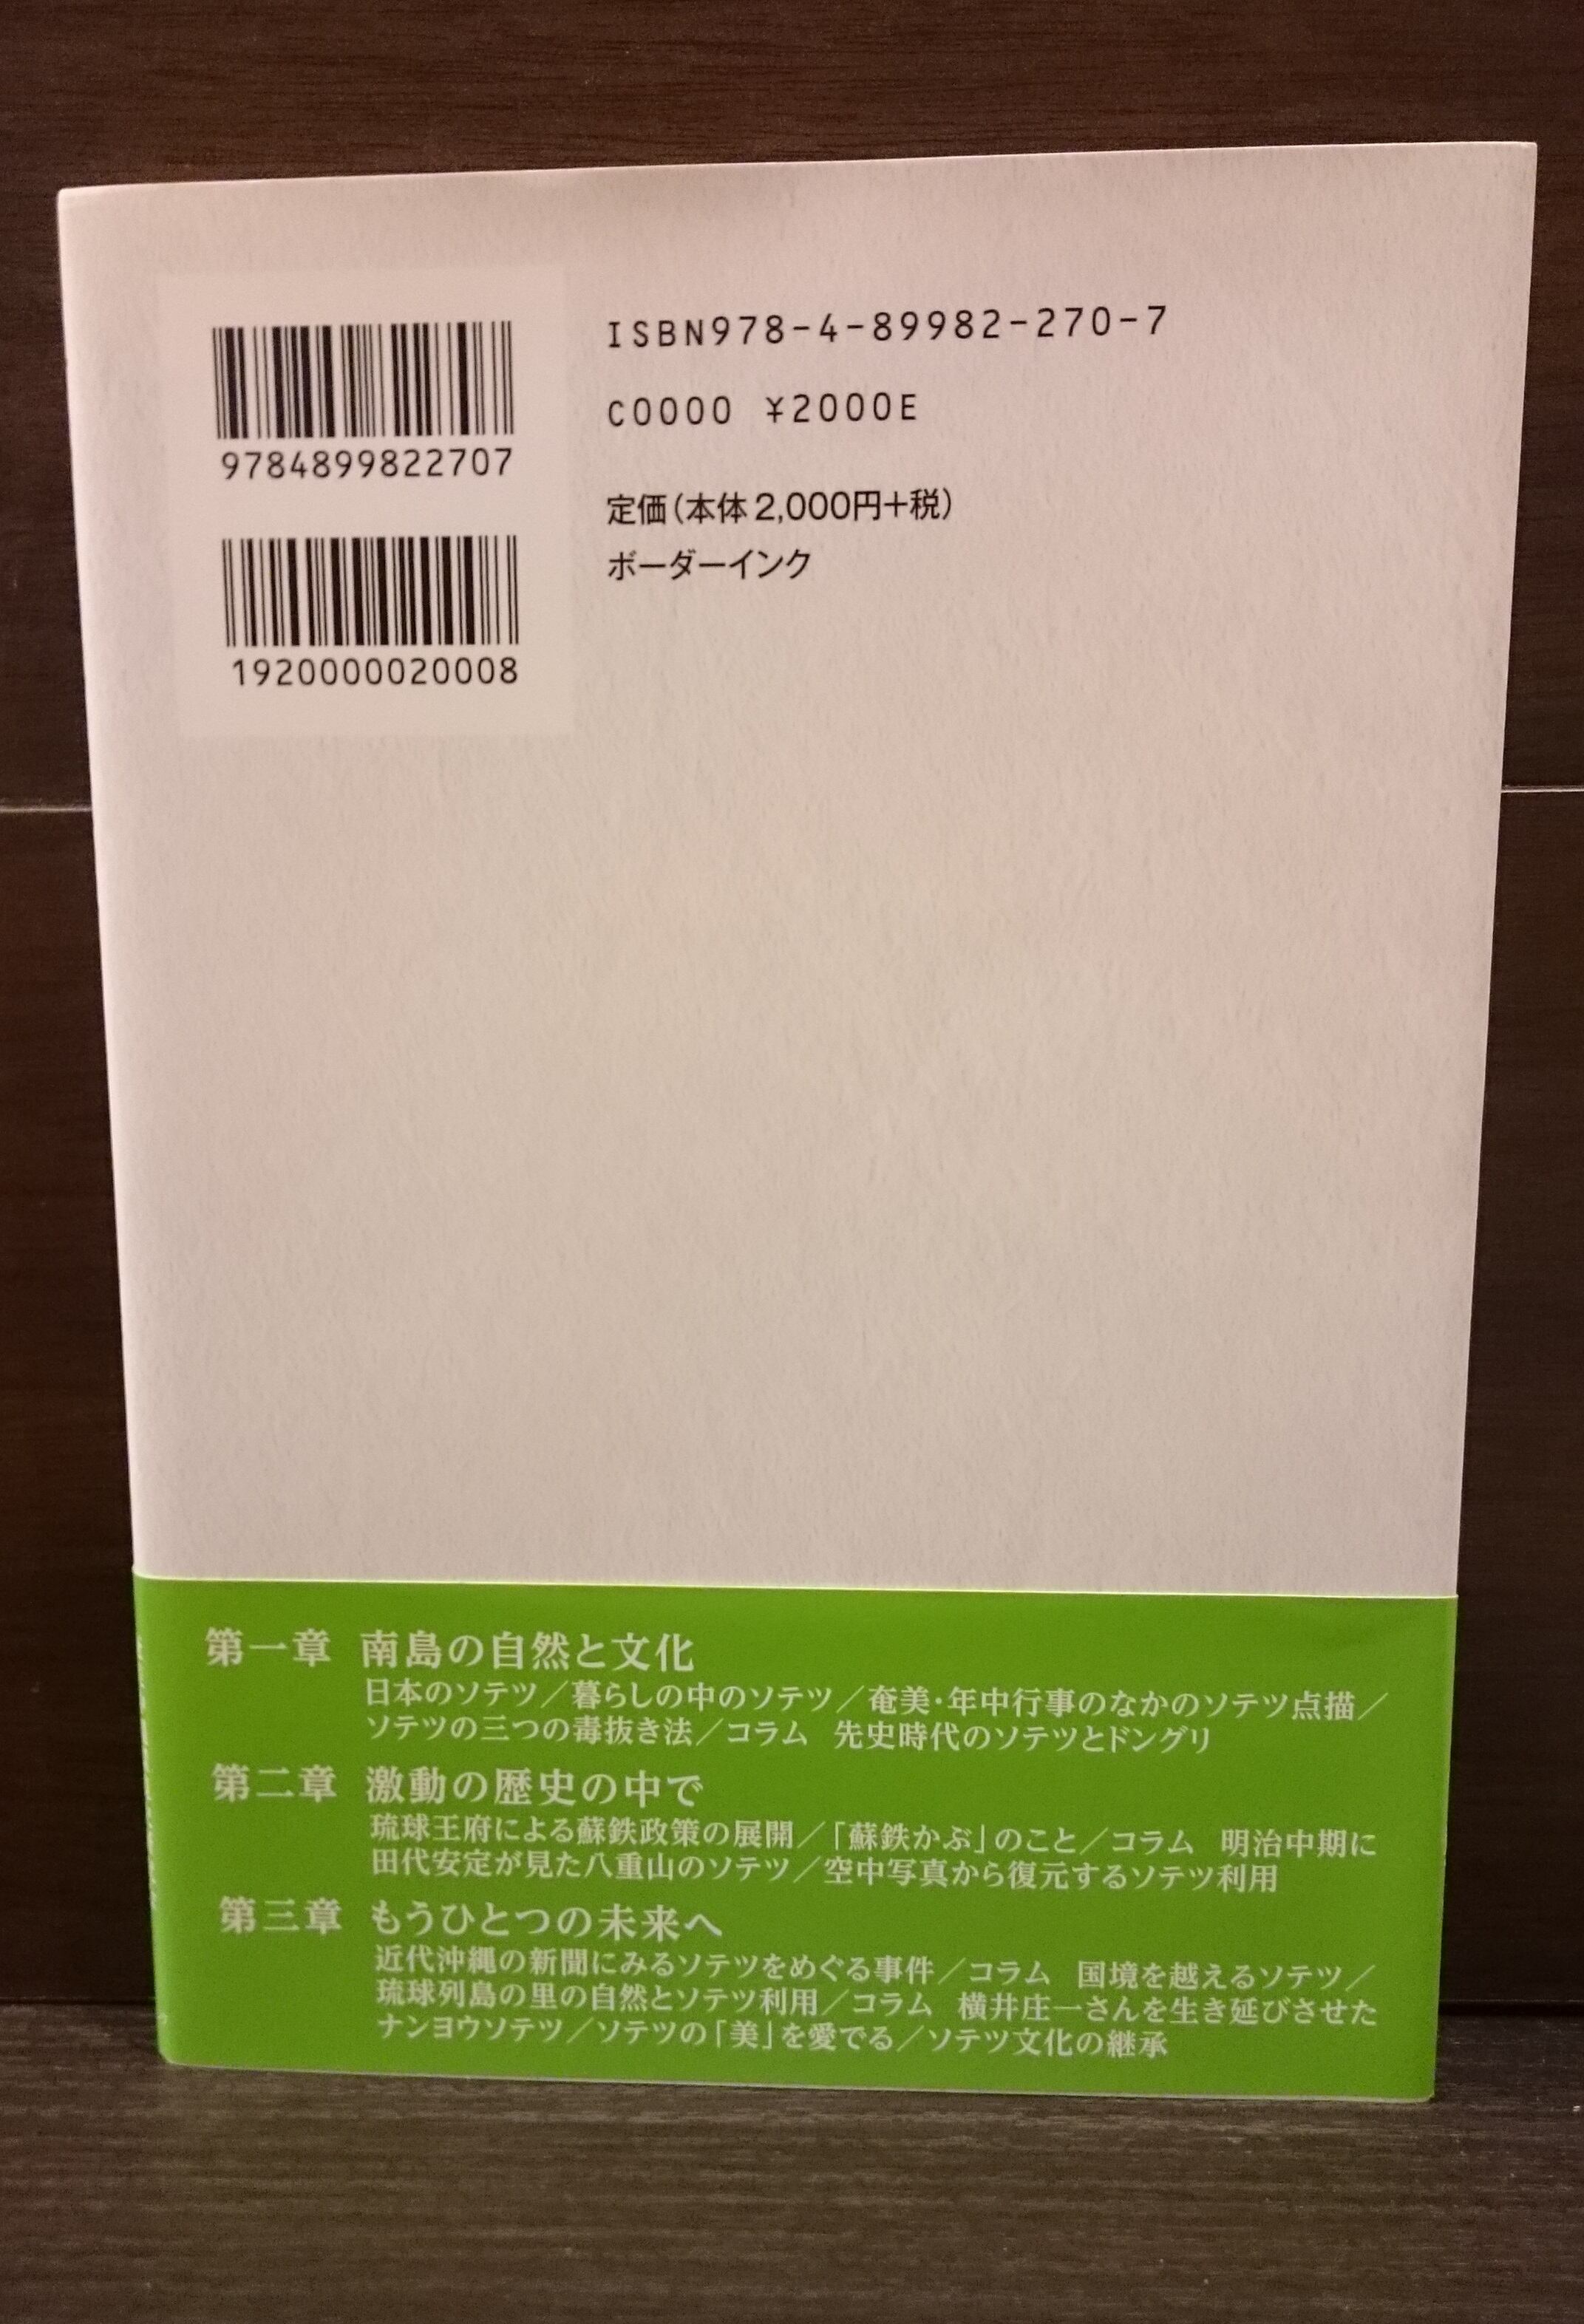 9784899822707
1920000020008
ISBN978-4-89982-270-7
C0000 ¥2000E
定価(本体2,000円+税)
ボーダーインク
第一章 南島の自然と文化
日本のソテツ/暮らしの中のソテツ/奄美・年中行事のなかのソテツ点描/
ソテツの三つの毒抜き法/コラム 先史時代のソテツとドングリ
第二章 激動の歴史の中で
琉球王府による蘇鉄政策の展開/「蘇鉄かぶ」のこと/コラム 明治中期に
田代安定が見た八重山のソテツ/空中写真から復元するソテツ利用
第三章 もうひとつの未来へ
近代沖縄の新聞にみるソテツをめぐる事件/コラム 国境を越えるソテツ/
琉球列島の里の自然とソテツ利用/コラム 横井庄一さんを生き延びさせた
ナンヨウソテツ/ソテツの「美」を愛でる/ソテツ文化の継承